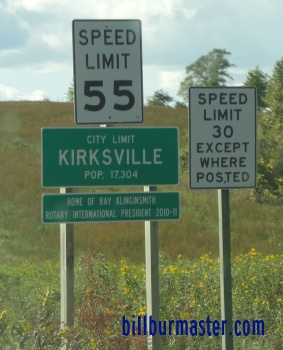 SPEED
LIMIT
55
CITY LIMIT
KIRKSVILLE
POP. 17,304
HOME OF RAY KLINGINSMITH
ROTARY INTERNATIONAL PRESIDENT 2010-11
SPEED
LIMIT
30
EXCEPT
WHERE
POSTED
billburmaster.com